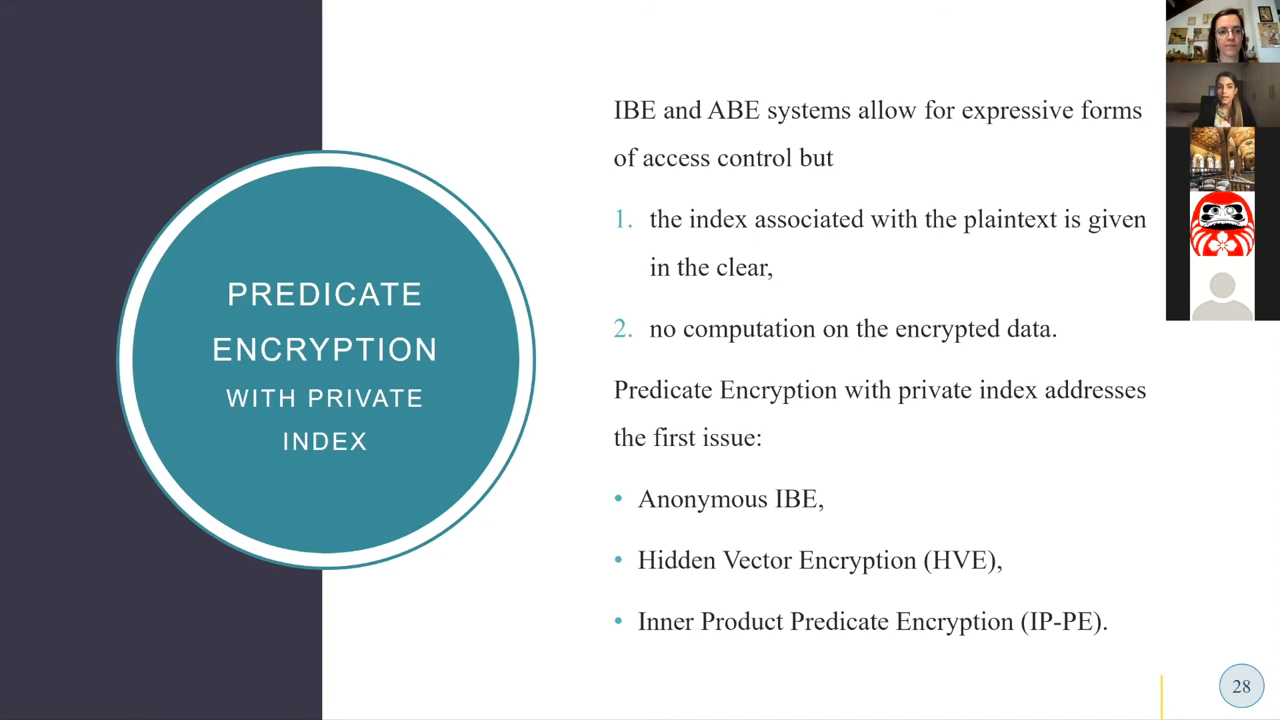 PREDICATE
ENCRYPTION
WITH PRIVATE
INDEX
IBE and ABE systems allow for expressive forms
of access control but
1. the index associated with the plaintext is given
in the clear,
2. no computation on the encrypted data.
Predicate Encryption with private index addresses
the first issue:
• Anonymous IBE,
• Hidden Vector Encryption (HVE),
• Inner Product Predicate Encryption (IP-PE).
28